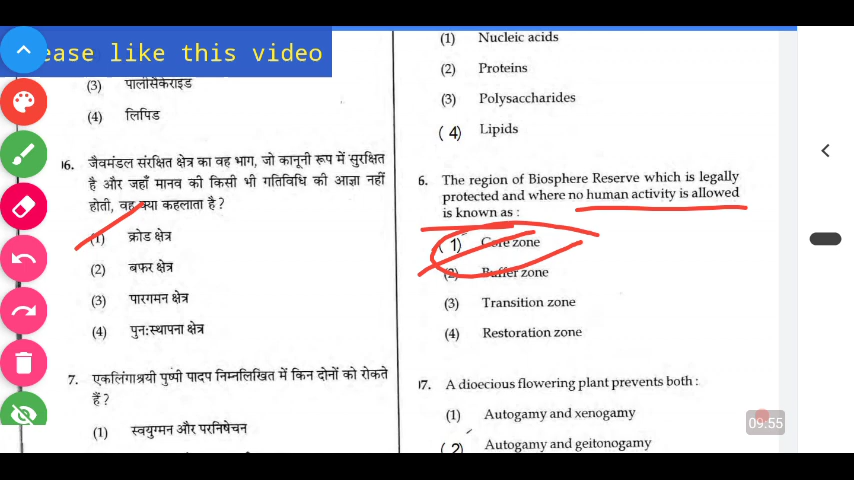 ease like this video
(3) पालीसैकेराइड
(4) लिपिड
16. जैवमंडल संरक्षित क्षेत्र का वह भाग, जो कानूनी रूप में सुरक्षित
है और जहाँ मानव की किसी भी गतिविधि की आज्ञा नहीं
होती, वह क्या कहलाता है ?
(1) क्रोड क्षेत्र
(2) बफर क्षेत्र
(3) पारगमन क्षेत्र
(4) पुनःस्थापना क्षेत्र
7. एकलिंगाश्रयी पुष्पी पादप निम्नलिखित में किन दोनों को रोकते
हैं ?
(1) स्वयुग्मन और परनिषेचन
(1) Nucleic acids
(2) Proteins
(3) Polysaccharides
(4) Lipids
6. The region of Biosphere Reserve which is legally
protected and where no human activity is allowed
is known as :
(1) Core zone
(2) Buffer zone
(3) Transition zone
(4) Restoration zone
17. A dioecious flowering plant prevents both :
(1) Autogamy and xenogamy
(2) Autogamy and geitonogamy
09:55